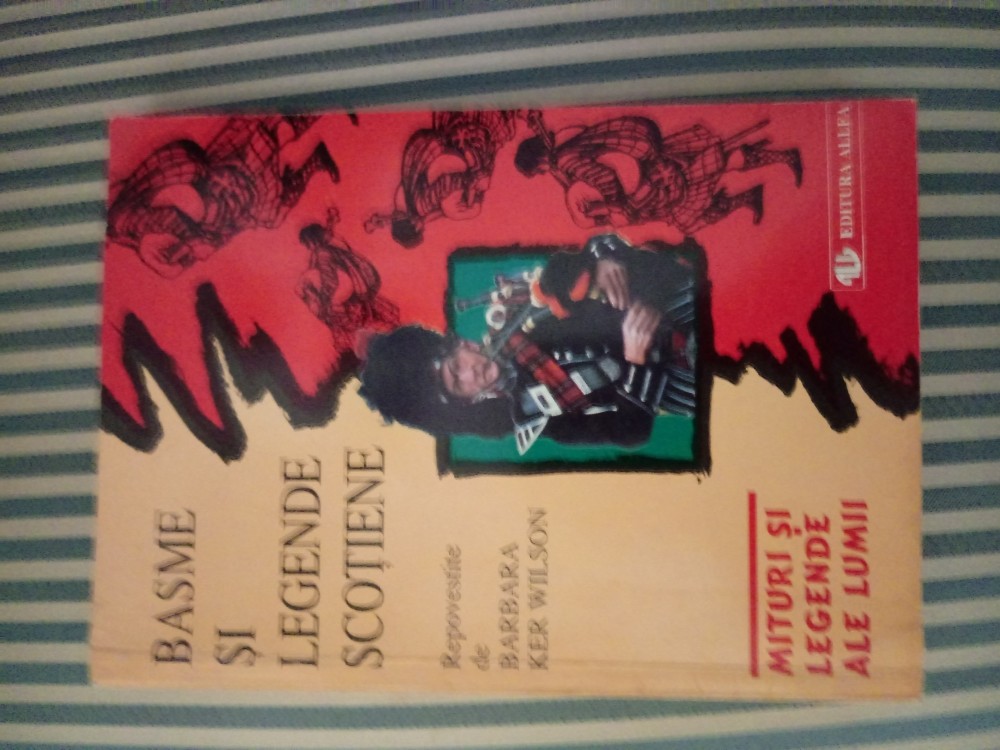 BASME
ȘI
LEGENDE
SCOȚIENE
Repovestite
de
BARBARA
KER WILSON
MITURI ȘI
LEGENDE
ALE LUMII
EDITURA ALLFA